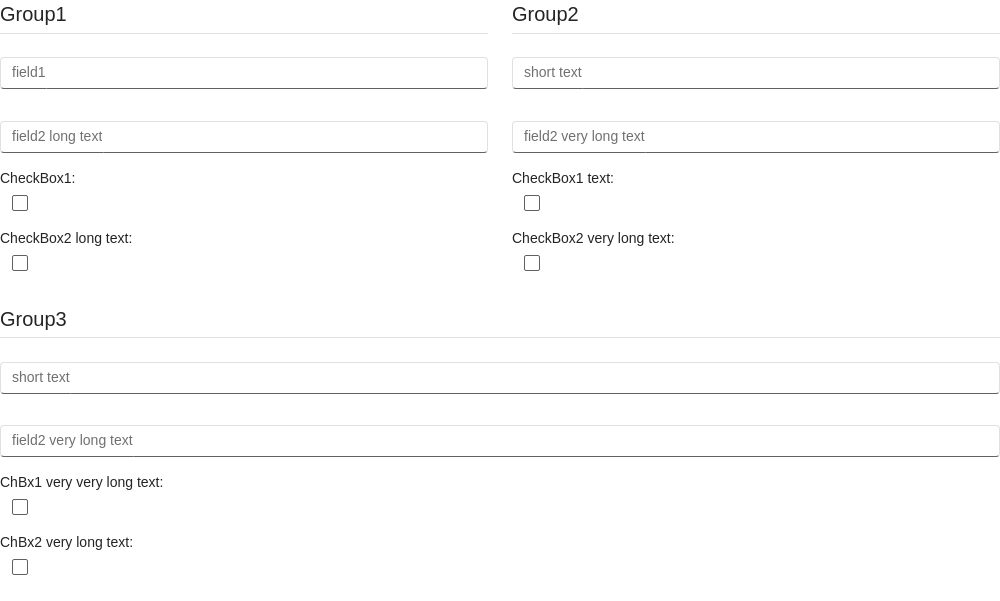 Group1
field1
field2 long text
CheckBox1:
CheckBox2 long text:
Group2
short text
field2 very long text
CheckBox1 text:
CheckBox2 very long text:
Group3
short text
field2 very long text
ChBx1 very very long text:
ChBx2 very long text: